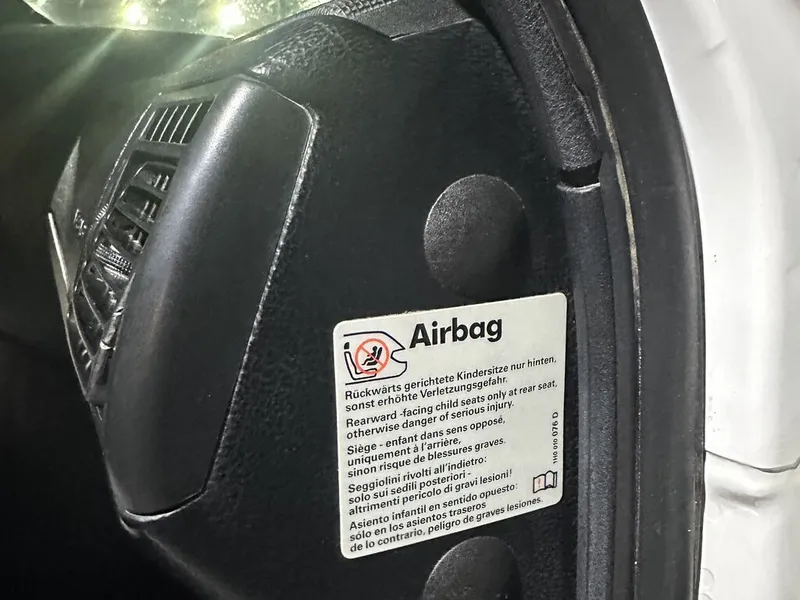 Airbag
Rückwärts gerichtete Kindersitze nur hinten,
sonst erhöhte Verletzungsgefahr.
Rearward -facing child seats only at rear seat,
otherwise danger of serious injury.
Siège - enfant dans sens opposé,
uniquement à l'arrière,
sinon risque de blessures graves.
Seggiolini rivolti all'indietro:
solo sui sedili posteriori -
altrimenti pericolo di gravi lesioni!
Asiento infantil en sentido opuesto:
sólo en los asientos traseros
de lo contrario, peligro de graves lesiones.
1H0 010 076 D